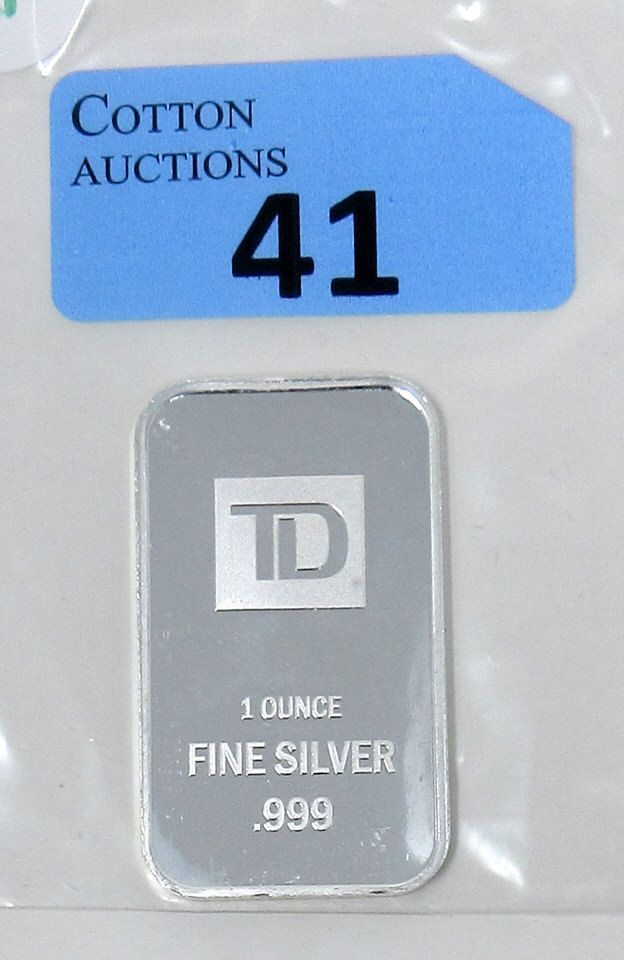 COTTON
AUCTIONS
41
TD
1 OUNCE
FINE SILVER
.999